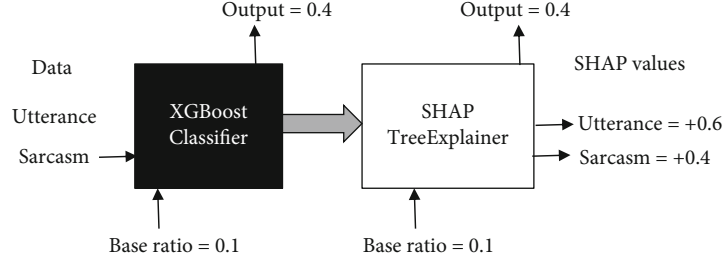 Output = 0.4
Output = 0.4
Data
SHAP values
Utterance
XGBoost
Classifier
SHAP
TreeExplainer
Utterance = +0.6
Sarcasm
Sarcasm = +0.4
Base ratio = 0.1
Base ratio = 0.1